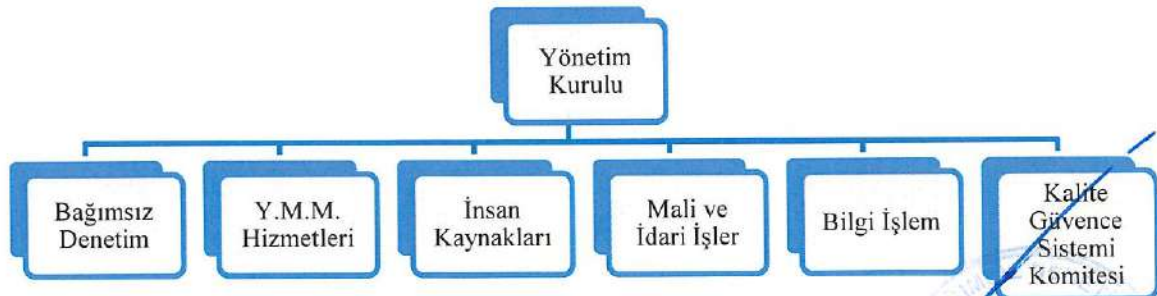 Yönetim
Kurulu
Bağımsız
Denetim
Y.M.M.
Hizmetleri
İnsan
Kaynakları
Mali ve
İdari İşler
Bilgi İşlem
Kalite
Güvence
Sistemi
Komitesi